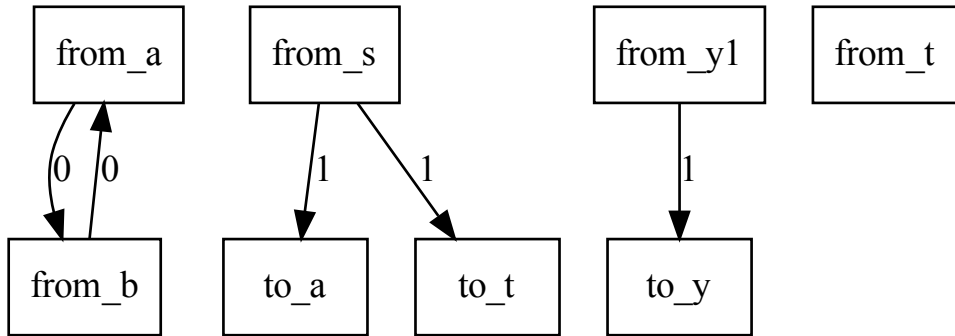 from_a
from_s
from_y1
from_t
0
0
1
1
1
from_b
to_a
to_t
to_y